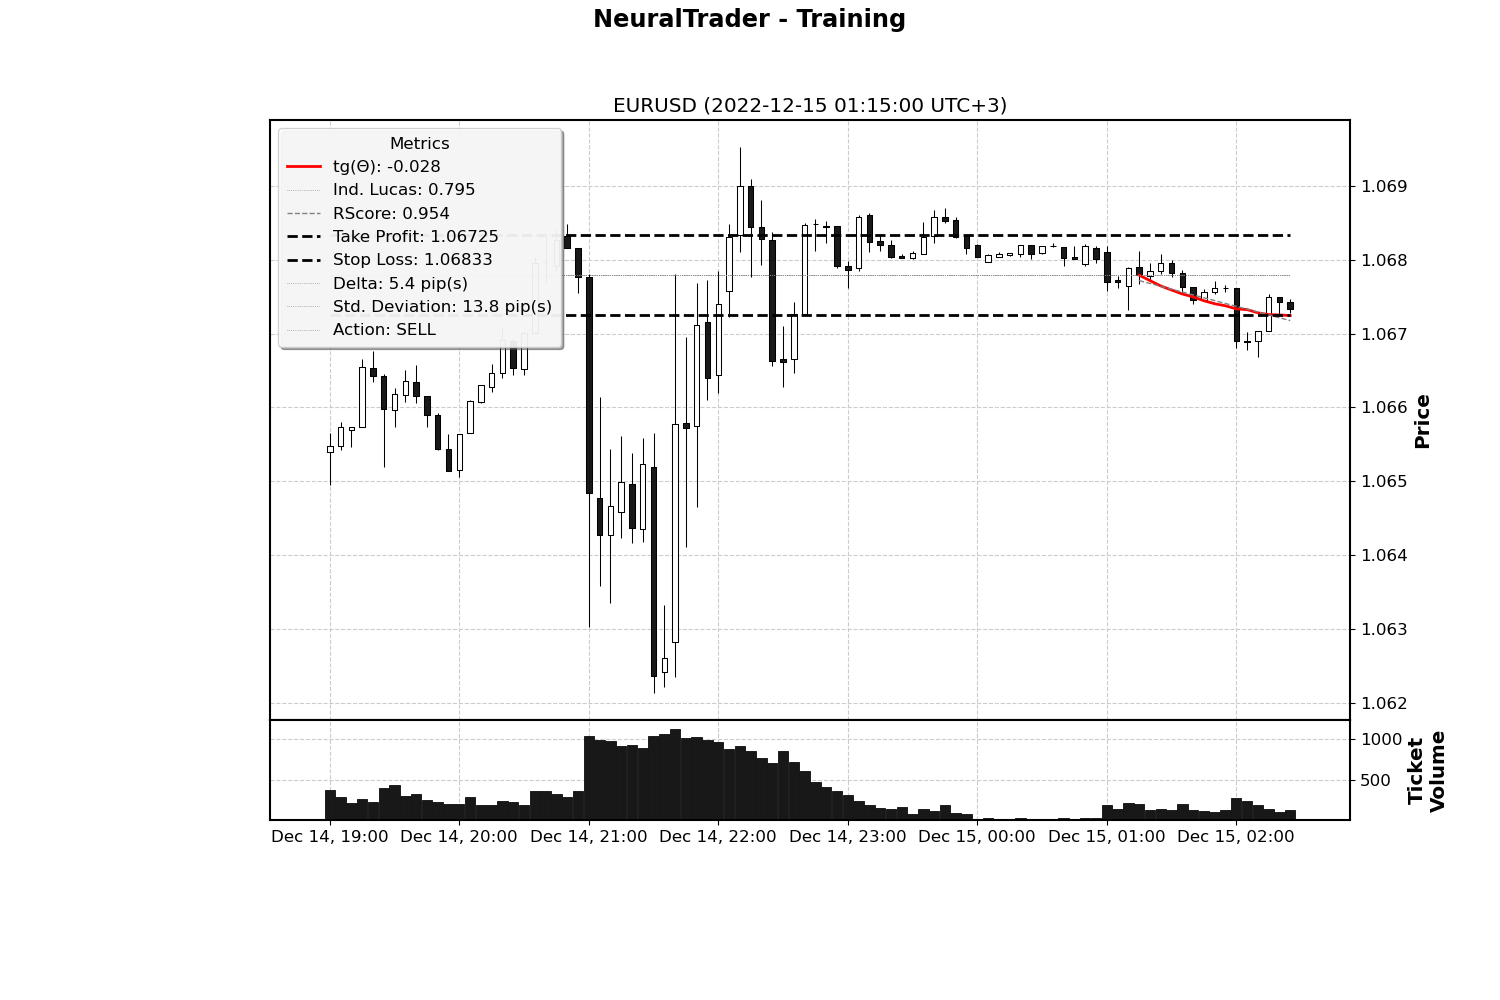 NeuralTrader - Training
EURUSD (2022-12-15 01:15:00 UTC+3)
Metrics
tg(Θ): -0.028
Ind. Lucas: 0.795
RScore: 0.954
Take Profit: 1.06725
Stop Loss: 1.06833
Delta: 5.4 pip(s)
Std. Deviation: 13.8 pip(s)
Action: SELL
1.069
1.068
1.067
1.066
1.065
1.064
1.063
1.062
Price
1000
500
Ticket
Volume
Dec 14, 19:00 Dec 14, 20:00 Dec 14, 21:00 Dec 14, 22:00 Dec 14, 23:00 Dec 15, 00:00 Dec 15, 01:00 Dec 15, 02:00